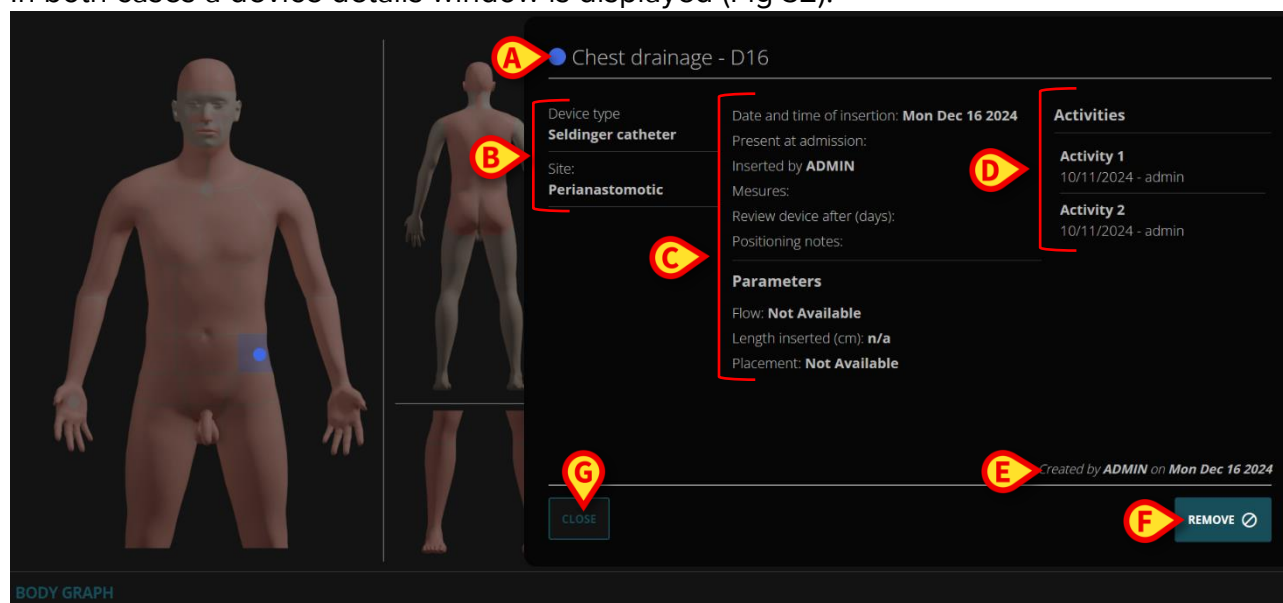 in both cases a device details window is displayed (Fig 32).
A
Chest drainage - D16
B
Device type
Seldinger catheter
Site:
Perianastomotic
C
Date and time of insertion: Mon Dec 16 2024
Present at admission:
Inserted by ADMIN
Mesures:
Review device after (days):
Positioning notes:
Parameters
Flow: Not Available
Length inserted (cm): n/a
Placement: Not Available
D
Activities
Activity 1
10/11/2024 - admin
Activity 2
10/11/2024 - admin
E
Created by ADMIN on Mon Dec 16 2024
G
CLOSE
F
REMOVE
BODY GRAPH